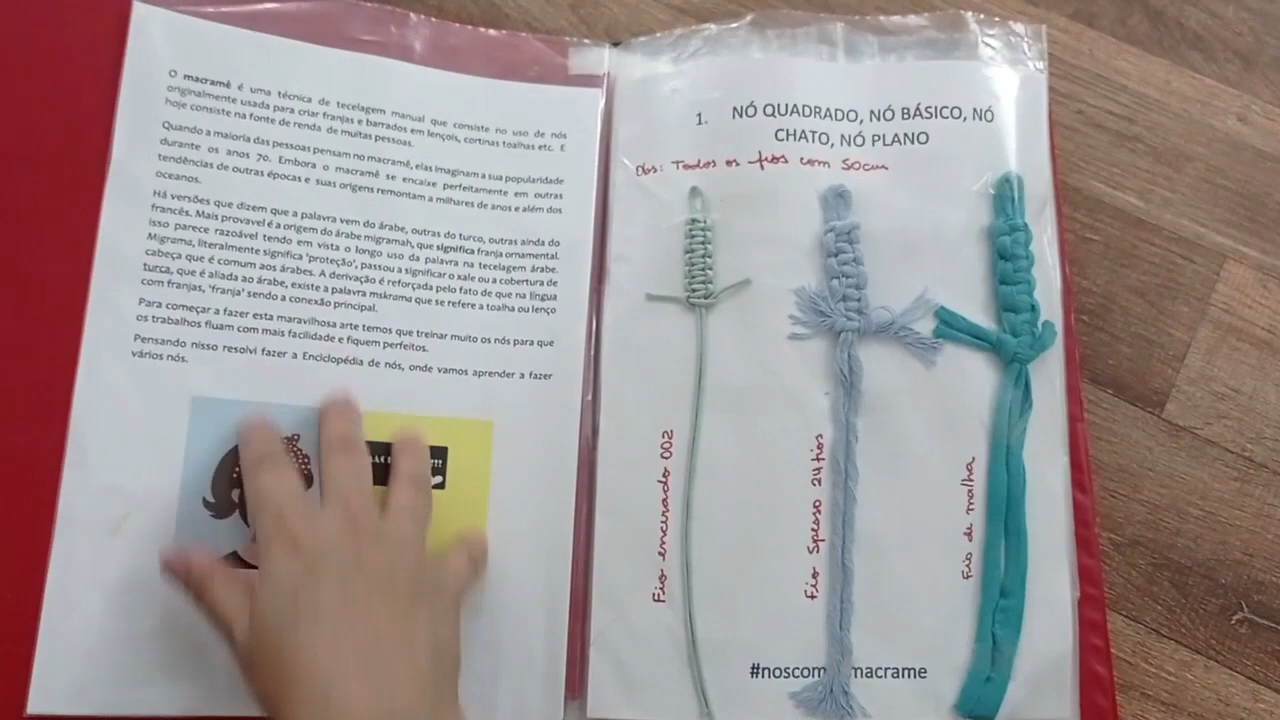 O macramê é uma técnica de tecelagem manual que consiste no uso de nós
originalmente usada para criar franjas e barrados em lençois, cortinas toalhas etc. E
hoje consiste na fonte de renda de muitas pessoas.
Quando a maioria das pessoas pensam no macramê, elas imaginam a sua popularidade
durante os anos 70. Embora o macramê se encaixe perfeitamente em outras
tendências de outras épocas e suas origens remontam a milhares de anos e além dos
oceanos.
Há versões que dizem que a palavra vem do árabe, outras do turco, outras ainda do
francês. Mais provavel é a origem do árabe migramah, que significa franja ornamental.
Isso parece razoável tendo em vista o longo uso da palavra na tecelagem árabe.
Migrama, literalmente significa 'proteção', passou a significar o xale ou a cobertura de
cabeça que é comum aos árabes. A derivação é reforçada pelo fato de que na língua
turca, que é aliada ao árabe, existe a palavra mskrama que se refere a toalha ou lenço
com franjas, 'franja' sendo a conexão principal.
Para começar a fazer esta maravilhosa arte temos que treinar muito os nós para que
os trabalhos fluam com mais facilidade e fiquem perfeitos.
Pensando nisso resolvi fazer a Enciclopédia de nós, onde vamos aprender a fazer
vários nós.
1. NÓ QUADRADO, NÓ BÁSICO, NÓ
CHATO, NÓ PLANO
Obs: Todos os fios com 50cm
Fio encerado 002
Fio Spesso 24 fios
Fio de malha
#noscom macrame